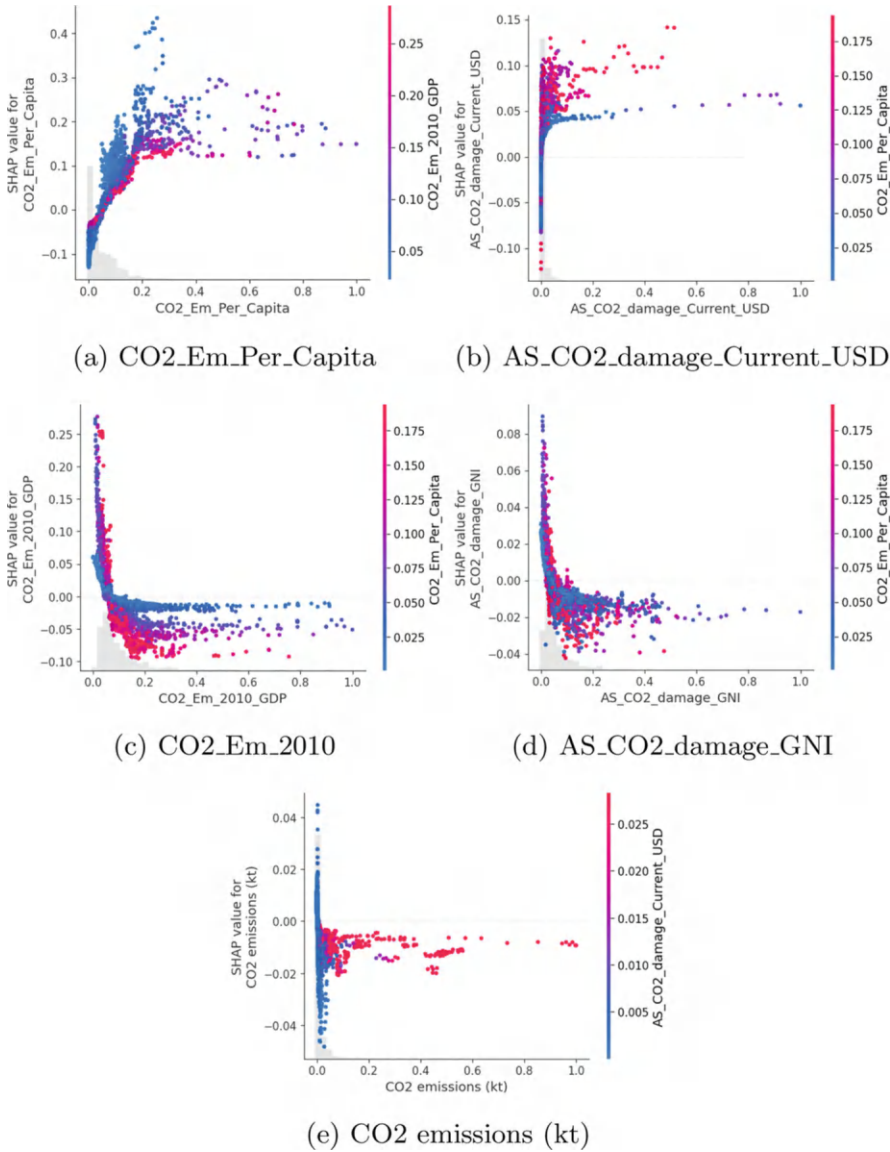 0.4
0.3
0.2
0.1
0.0
−0.1
SHAP value for
CO2_Em_Per_Capita
0.0 0.2 0.4 0.6 0.8 1.0
CO2_Em_Per_Capita
0.25
0.20
0.15
0.10
0.05
CO2_Em_2010_GDP
0.15
0.10
0.05
0.00
−0.05
−0.10
SHAP value for
AS_CO2_damage_Current_USD
0.0 0.2 0.4 0.6 0.8 1.0
AS_CO2_damage_Current_USD
0.175
0.150
0.125
0.100
0.075
0.050
0.025
CO2_Em_Per_Capita
(a) CO2_Em_Per_Capita
(b) AS_CO2_damage_Current_USD
0.25
0.20
0.15
0.10
0.05
0.00
−0.05
−0.10
SHAP value for
CO2_Em_2010_GDP
0.0 0.2 0.4 0.6 0.8 1.0
CO2_Em_2010_GDP
0.175
0.150
0.125
0.100
0.075
0.050
0.025
CO2_Em_Per_Capita
0.08
0.06
0.04
0.02
0.00
−0.02
−0.04
SHAP value for
AS_CO2_damage_GNI
0.0 0.2 0.4 0.6 0.8 1.0
AS_CO2_damage_GNI
0.175
0.150
0.125
0.100
0.075
0.050
0.025
CO2_Em_Per_Capita
(c) CO2_Em_2010
(d) AS_CO2_damage_GNI
0.04
0.02
0.00
−0.02
−0.04
SHAP value for
CO2 emissions (kt)
0.0 0.2 0.4 0.6 0.8 1.0
CO2 emissions (kt)
0.025
0.020
0.015
0.010
0.005
AS_CO2_damage_Current_USD
(e) CO2 emissions (kt)